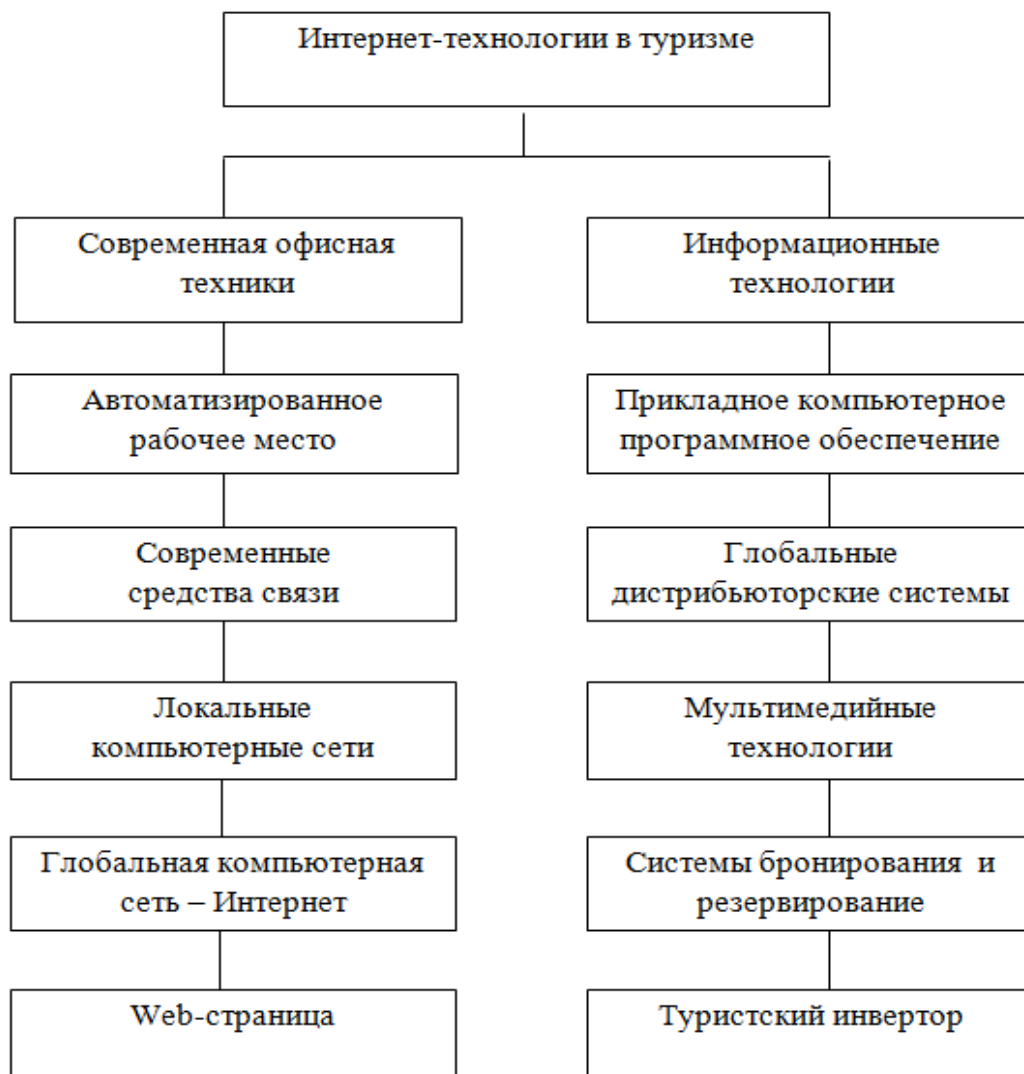 Интернет-технологии в туризме
Современная офисная
техники
Информационные
технологии
Автоматизированное
рабочее место
Прикладное компьютерное
программное обеспечение
Современные
средства связи
Глобальные
дистрибьюторские системы
Локальные
компьютерные сети
Мультимедийные
технологии
Глобальная компьютерная
сеть – Интернет
Системы бронирования и
резервирование
Web-страница
Туристский инвертор